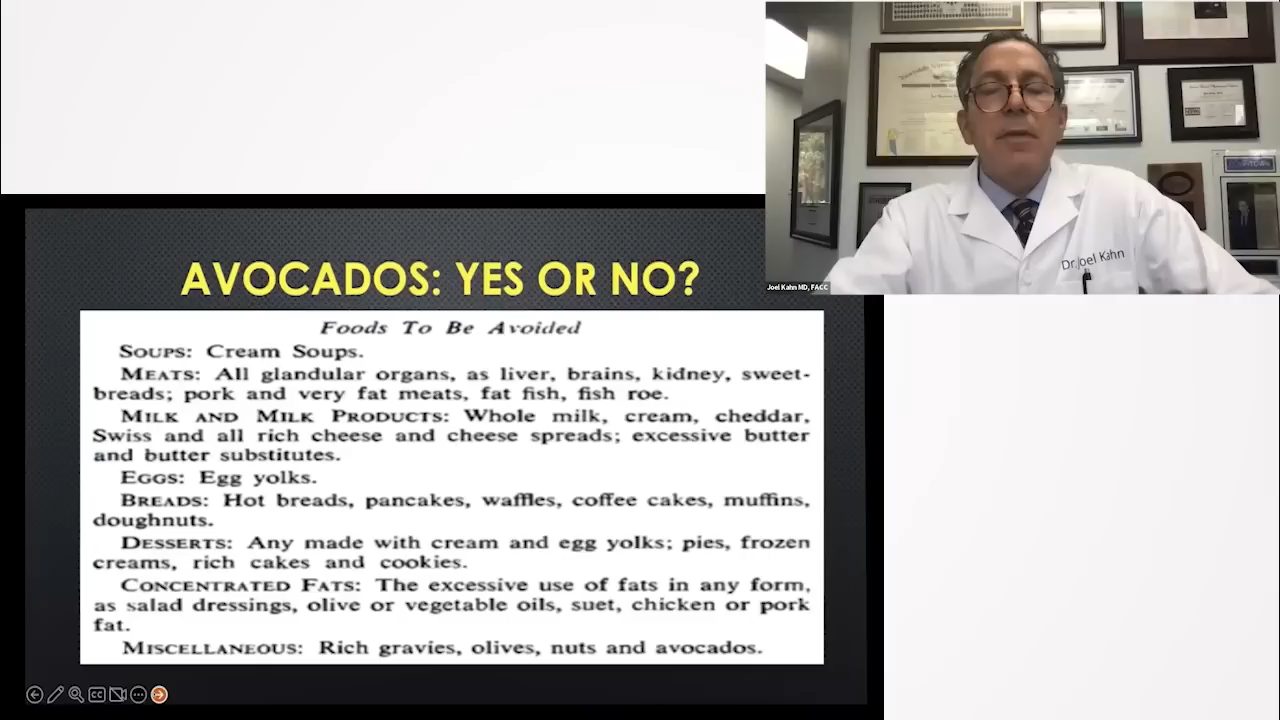 AVOCADOS: YES OR NO?
Foods To Be Avoided
SOUPS: Cream Soups.
MEATS: All glandular organs, as liver, brains, kidney, sweet-
breads; pork and very fat meats, fat fish, fish roe.
MILK AND MILK PRODUCTS: Whole milk, cream, cheddar,
Swiss and all rich cheese and cheese spreads; excessive butter
and butter substitutes.
EGGS: Egg yolks.
BREADS: Hot breads, pancakes, waffles, coffee cakes, muffins,
doughnuts.
DESSERTS: Any made with cream and egg yolks; pies, frozen
creams, rich cakes and cookies.
CONCENTRATED FATS: The excessive use of fats in any form,
as salad dressings, olive or vegetable oils, suet, chicken or pork
fat.
MISCELLANEOUS: Rich gravies, olives, nuts and avocados.
CC
Dr. Joel Kahn
Joel Kahn MD, FACC